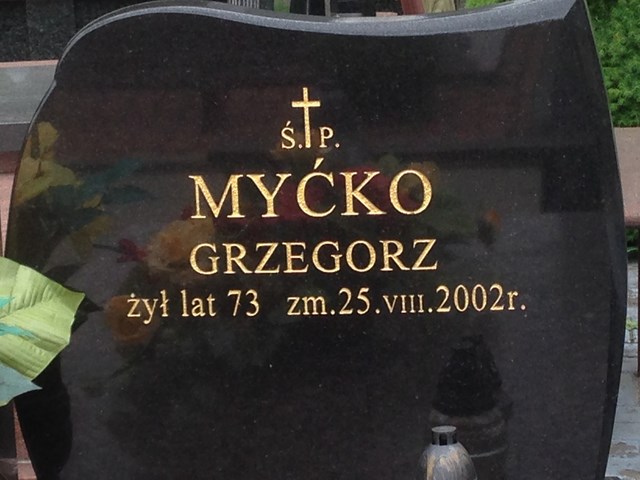 Ś. P.
MYĆKO
GRZEGORZ
żył lat 73 zm.25.VIII.2002r.